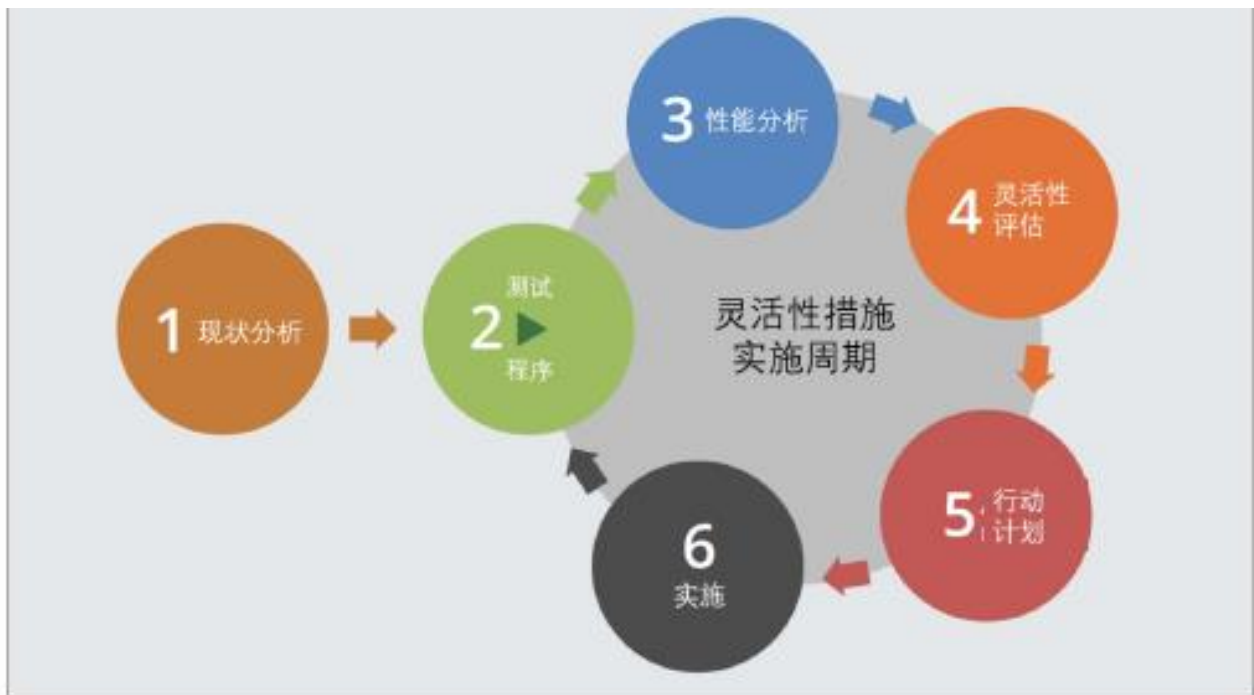 1 现状分析
2
测试
程序
3 性能分析
4 灵活性
评估
5 行动
计划
6
实施
灵活性措施
实施周期